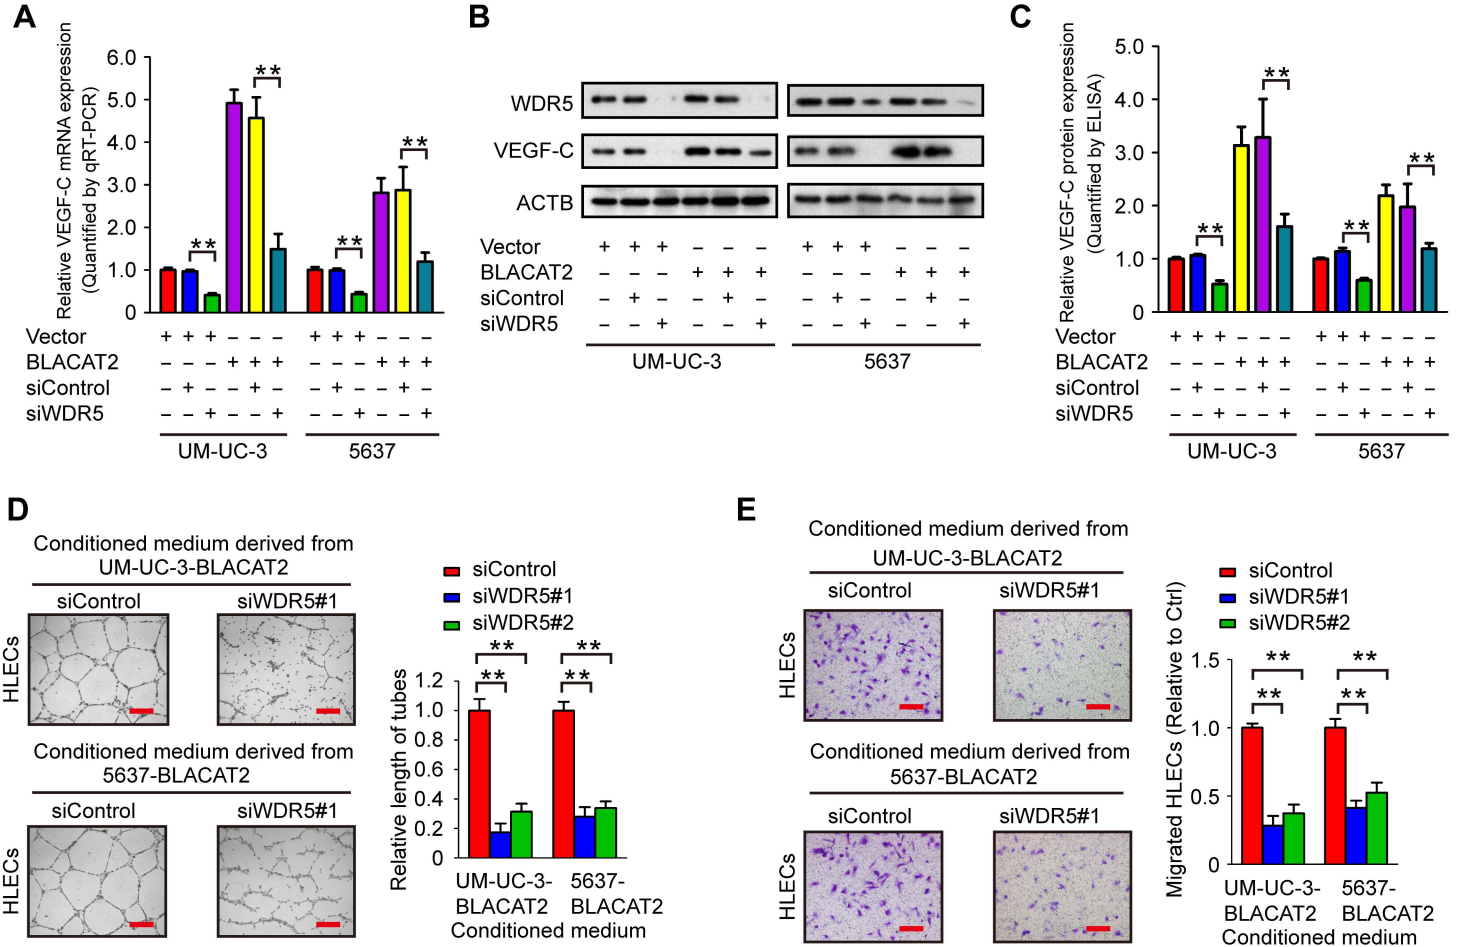 A
Relative VEGF-C mRNA expression
(Quantified by qRT-PCR)
6.0
5.0
4.0
3.0
2.0
1.0
0
** ** ** **
Vector + + + – – – + + + – – –
BLACAT2 – – – + + + – – – + + +
siControl – + – – + – – + – – + –
siWDR5 – – + – – + – – + – – +
UM-UC-3 5637
B
WDR5
VEGF-C
ACTB
Vector + + + – – – + + + – – –
BLACAT2 – – – + + + – – – + + +
siControl – + – – + – – + – – + –
siWDR5 – – + – – + – – + – – +
UM-UC-3 5637
C
Relative VEGF-C protein expression
(Quantified by ELISA)
5.0
4.0
3.0
2.0
1.0
0
** ** ** **
Vector + + + – – – + + + – – –
BLACAT2 – – – + + + – – – + + +
siControl – + – – + – – + – – + –
siWDR5 – – + – – + – – + – – +
UM-UC-3 5637
D
Conditioned medium derived from
UM-UC-3-BLACAT2
siControl siWDR5#1
HLECs
Conditioned medium derived from
5637-BLACAT2
siControl siWDR5#1
HLECs
siControl
siWDR5#1
siWDR5#2
** **
** **
Relative length of tubes
1.2
1.0
0.8
0.6
0.4
0.2
0
UM-UC-3- 5637-
BLACAT2 BLACAT2
Conditioned medium
E
Conditioned medium derived from
UM-UC-3-BLACAT2
siControl siWDR5#1
HLECs
Conditioned medium derived from
5637-BLACAT2
siControl siWDR5#1
HLECs
siControl
siWDR5#1
siWDR5#2
** **
** **
Migrated HLECs (Relative to Ctrl)
1.5
1.0
0.5
0
UM-UC-3- 5637-
BLACAT2 BLACAT2
Conditioned medium